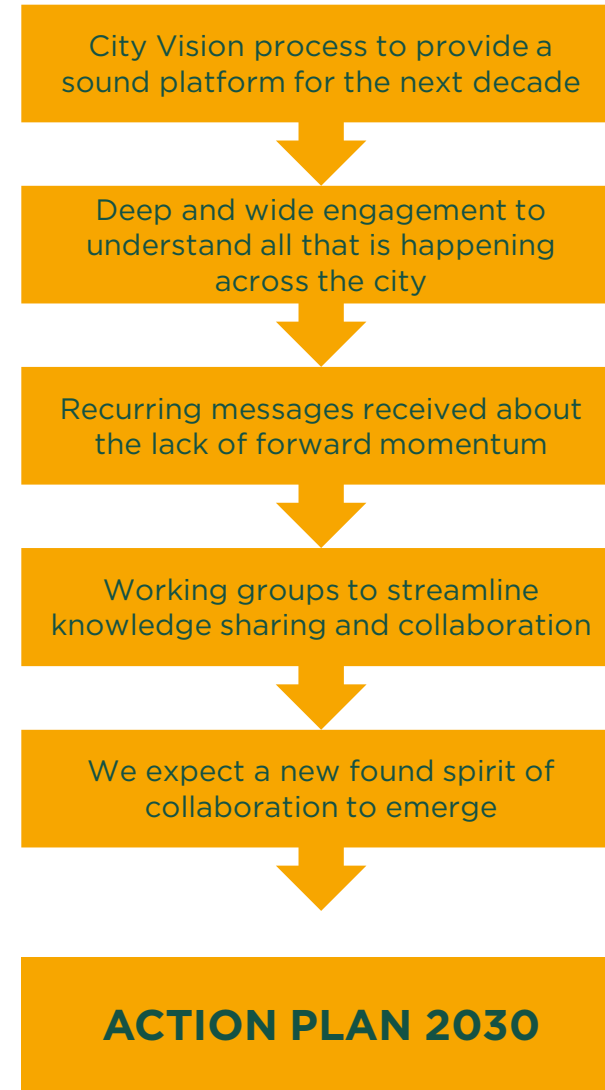 City Vision process to provide a
sound platform for the next decade
Deep and wide engagement to
understand all that is happening
across the city
Recurring messages received about
the lack of forward momentum
Working groups to streamline
knowledge sharing and collaboration
We expect a new found spirit of
collaboration to emerge
ACTION PLAN 2030